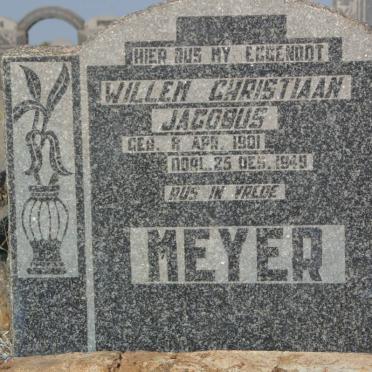 HIER RUS MY EGGENOOT
WILLEM CHRISTIAAN
JACOBUS
GEB. 8 APR. 1901
OORL. 25 DES. 1949
RUS IN VREDE
MEYER